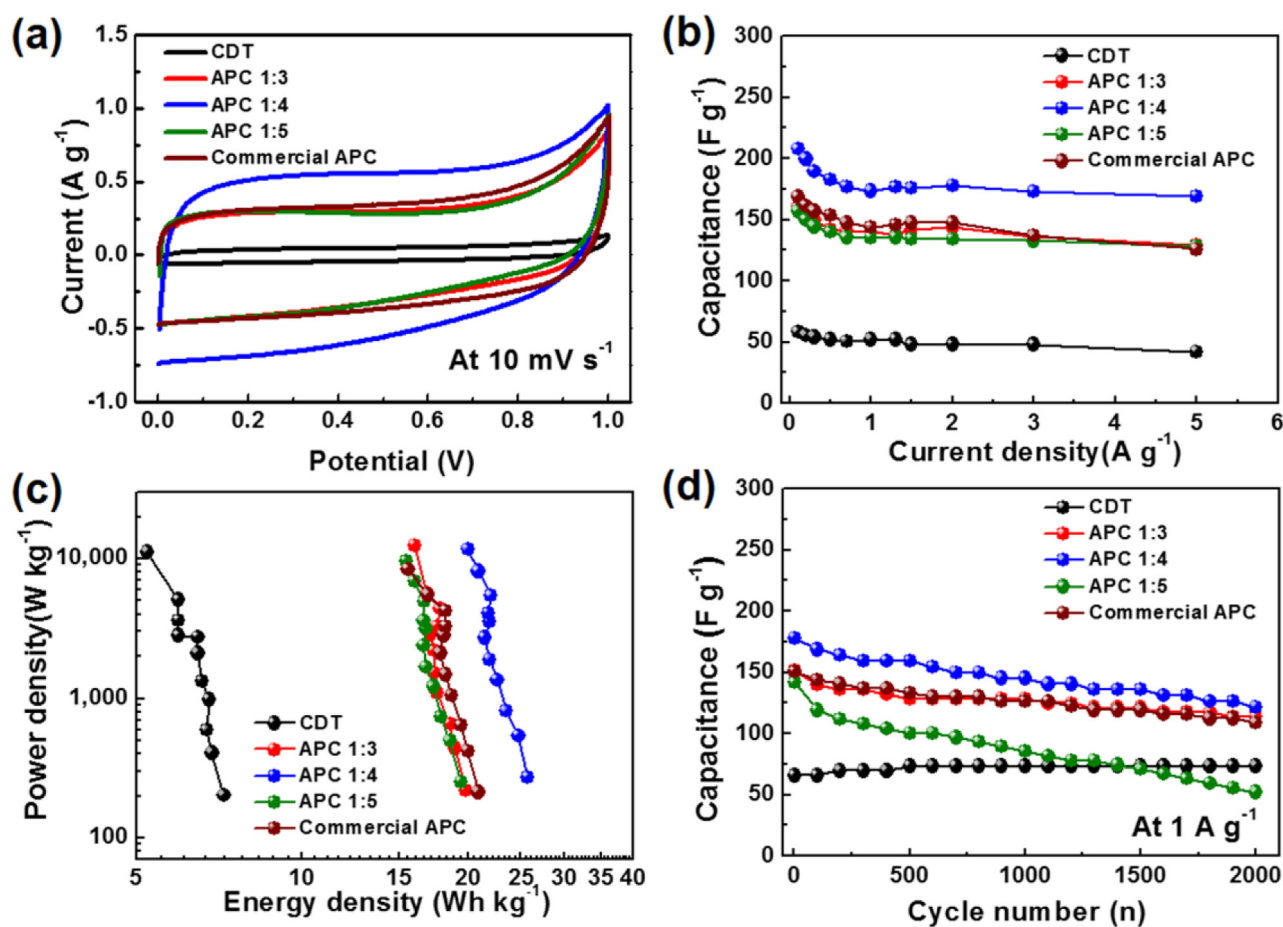 (a)
1.5
1.0
0.5
0.0
-0.5
-1.0
Current (A g-1)
CDT
APC 1:3
APC 1:4
APC 1:5
Commercial APC
At 10 mV s-1
0.0 0.2 0.4 0.6 0.8 1.0
Potential (V)
(b)
300
250
200
150
100
50
0
Capacitance (F g-1)
CDT
APC 1:3
APC 1:4
APC 1:5
Commercial APC
0 1 2 3 4 5 6
Current density(A g-1)
(c)
10,000
1,000
100
Power density(W kg-1)
CDT
APC 1:3
APC 1:4
APC 1:5
Commercial APC
5 10 15 20 25 30 35 40
Energy density (Wh kg-1)
(d)
300
250
200
150
100
50
0
Capacitance (F g-1)
CDT
APC 1:3
APC 1:4
APC 1:5
Commercial APC
At 1 A g-1
0 500 1000 1500 2000
Cycle number (n)